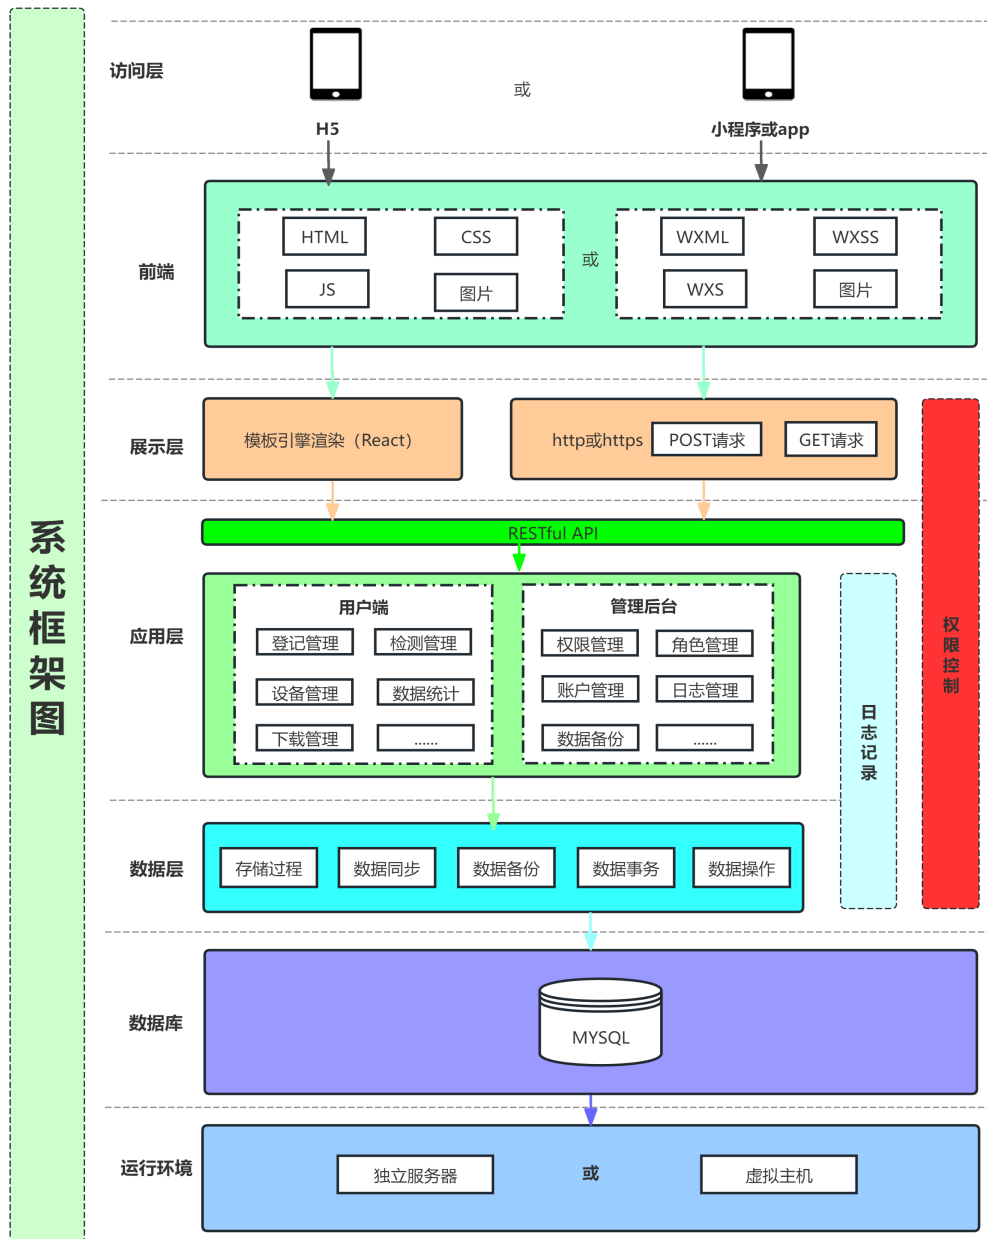 系统框架图
访问层
或
H5
小程序或app
前端
HTML
CSS
JS
图片
或
WXML
WXSS
WXS
图片
展示层
模板引擎渲染（React）
http或https
POST请求
GET请求
RESTful API
应用层
用户端
登记管理
检测管理
设备管理
数据统计
下载管理
......
管理后台
权限管理
角色管理
账户管理
日志管理
数据备份
......
日志记录
权限控制
数据层
存储过程
数据同步
数据备份
数据事务
数据操作
数据库
MYSQL
运行环境
独立服务器
或
虚拟主机